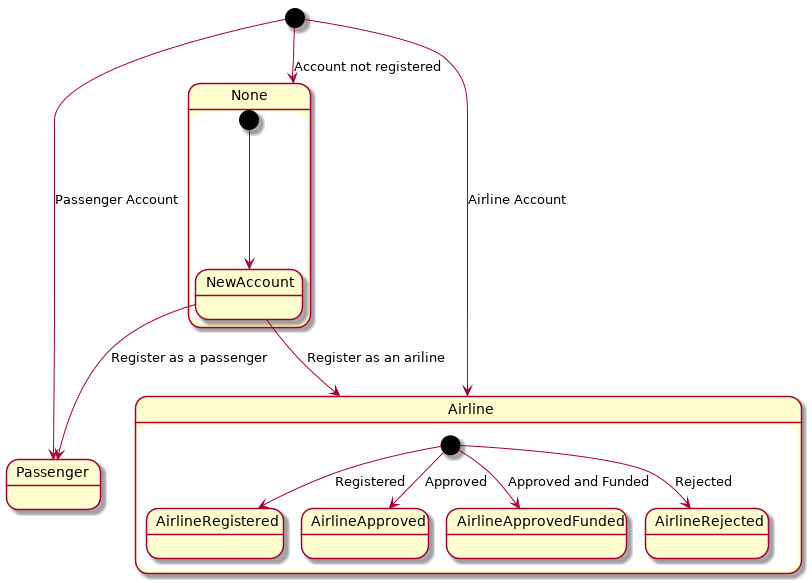 Account not registered
None
Passenger Account
Airline Account
NewAccount
Register as a passenger
Register as an ariline
Airline
Passenger
Registered
Approved
Approved and Funded
Rejected
AirlineRegistered
AirlineApproved
AirlineApprovedFunded
AirlineRejected